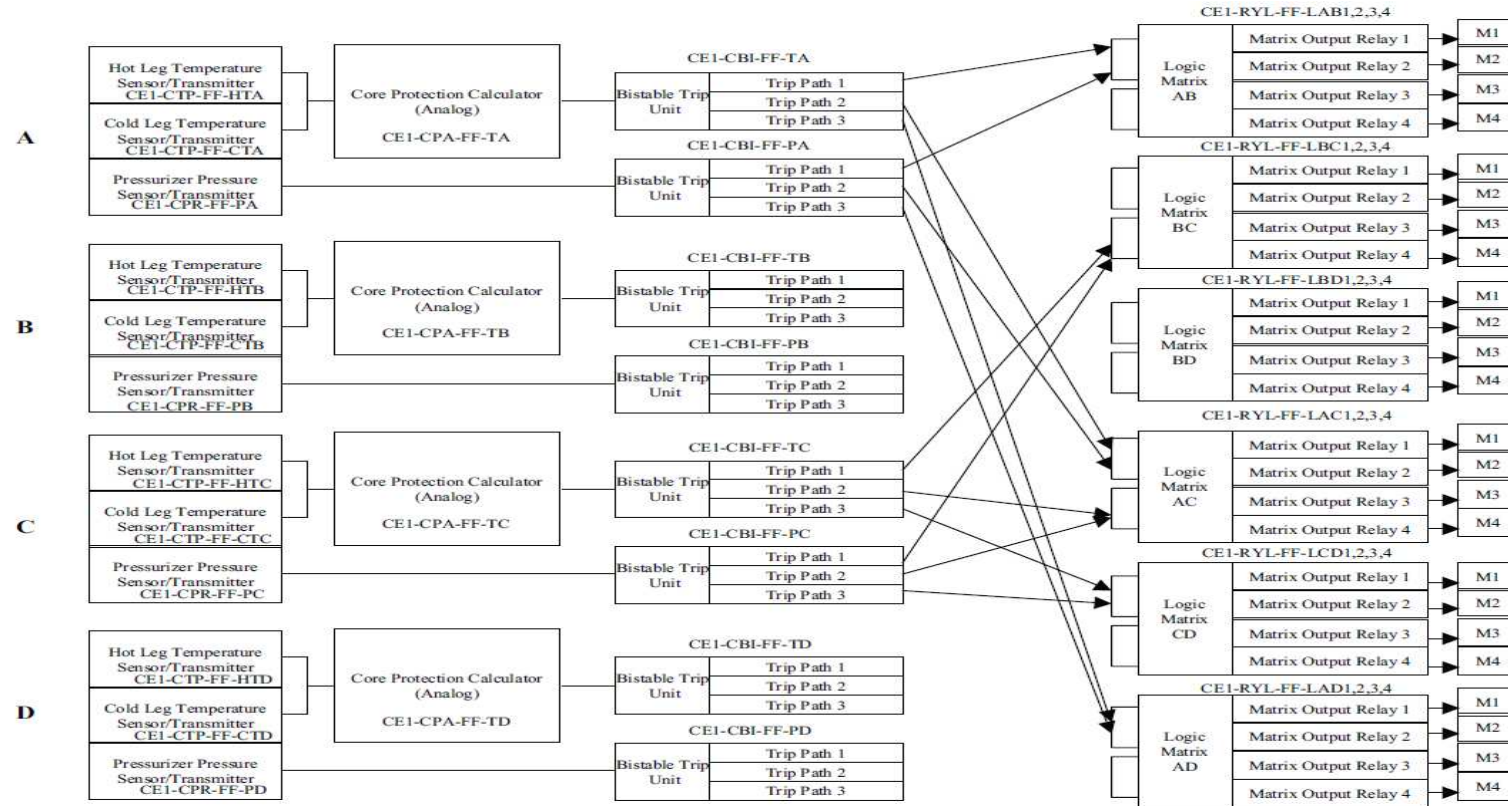 A
Hot Leg Temperature
Sensor/Transmitter
CE1-CTP-FF-HTA
Cold Leg Temperature
Sensor/Transmitter
CE1-CTP-FF-CTA
Pressurizer Pressure
Sensor/Transmitter
CE1-CPR-FF-PA
Core Protection Calculator
(Analog)
CE1-CPA-FF-TA
CE1-CBI-FF-TA
Bistable Trip
Unit
Trip Path 1
Trip Path 2
Trip Path 3
CE1-CBI-FF-PA
Bistable Trip
Unit
Trip Path 1
Trip Path 2
Trip Path 3
B
Hot Leg Temperature
Sensor/Transmitter
CE1-CTP-FF-HTB
Cold Leg Temperature
Sensor/Transmitter
CE1-CTP-FF-CTB
Pressurizer Pressure
Sensor/Transmitter
CE1-CPR-FF-PB
Core Protection Calculator
(Analog)
CE1-CPA-FF-TB
CE1-CBI-FF-TB
Bistable Trip
Unit
Trip Path 1
Trip Path 2
Trip Path 3
CE1-CBI-FF-PB
Bistable Trip
Unit
Trip Path 1
Trip Path 2
Trip Path 3
C
Hot Leg Temperature
Sensor/Transmitter
CE1-CTP-FF-HTC
Cold Leg Temperature
Sensor/Transmitter
CE1-CTP-FF-CTC
Pressurizer Pressure
Sensor/Transmitter
CE1-CPR-FF-PC
Core Protection Calculator
(Analog)
CE1-CPA-FF-TC
CE1-CBI-FF-TC
Bistable Trip
Unit
Trip Path 1
Trip Path 2
Trip Path 3
CE1-CBI-FF-PC
Bistable Trip
Unit
Trip Path 1
Trip Path 2
Trip Path 3
D
Hot Leg Temperature
Sensor/Transmitter
CE1-CTP-FF-HTD
Cold Leg Temperature
Sensor/Transmitter
CE1-CTP-FF-CTD
Pressurizer Pressure
Sensor/Transmitter
CE1-CPR-FF-PD
Core Protection Calculator
(Analog)
CE1-CPA-FF-TD
CE1-CBI-FF-TD
Bistable Trip
Unit
Trip Path 1
Trip Path 2
Trip Path 3
CE1-CBI-FF-PD
Bistable Trip
Unit
Trip Path 1
Trip Path 2
Trip Path 3
CE1-RYL-FF-LAB1,2,3,4
Logic
Matrix
AB
Matrix Output Relay 1
Matrix Output Relay 2
Matrix Output Relay 3
Matrix Output Relay 4
M1
M2
M3
M4
CE1-RYL-FF-LBC1,2,3,4
Logic
Matrix
BC
Matrix Output Relay 1
Matrix Output Relay 2
Matrix Output Relay 3
Matrix Output Relay 4
M1
M2
M3
M4
CE1-RYL-FF-LBD1,2,3,4
Logic
Matrix
BD
Matrix Output Relay 1
Matrix Output Relay 2
Matrix Output Relay 3
Matrix Output Relay 4
M1
M2
M3
M4
CE1-RYL-FF-LAC1,2,3,4
Logic
Matrix
AC
Matrix Output Relay 1
Matrix Output Relay 2
Matrix Output Relay 3
Matrix Output Relay 4
M1
M2
M3
M4
CE1-RYL-FF-LCD1,2,3,4
Logic
Matrix
CD
Matrix Output Relay 1
Matrix Output Relay 2
Matrix Output Relay 3
Matrix Output Relay 4
M1
M2
M3
M4
CE1-RYL-FF-LAD1,2,3,4
Logic
Matrix
AD
Matrix Output Relay 1
Matrix Output Relay 2
Matrix Output Relay 3
Matrix Output Relay 4
M1
M2
M3
M4